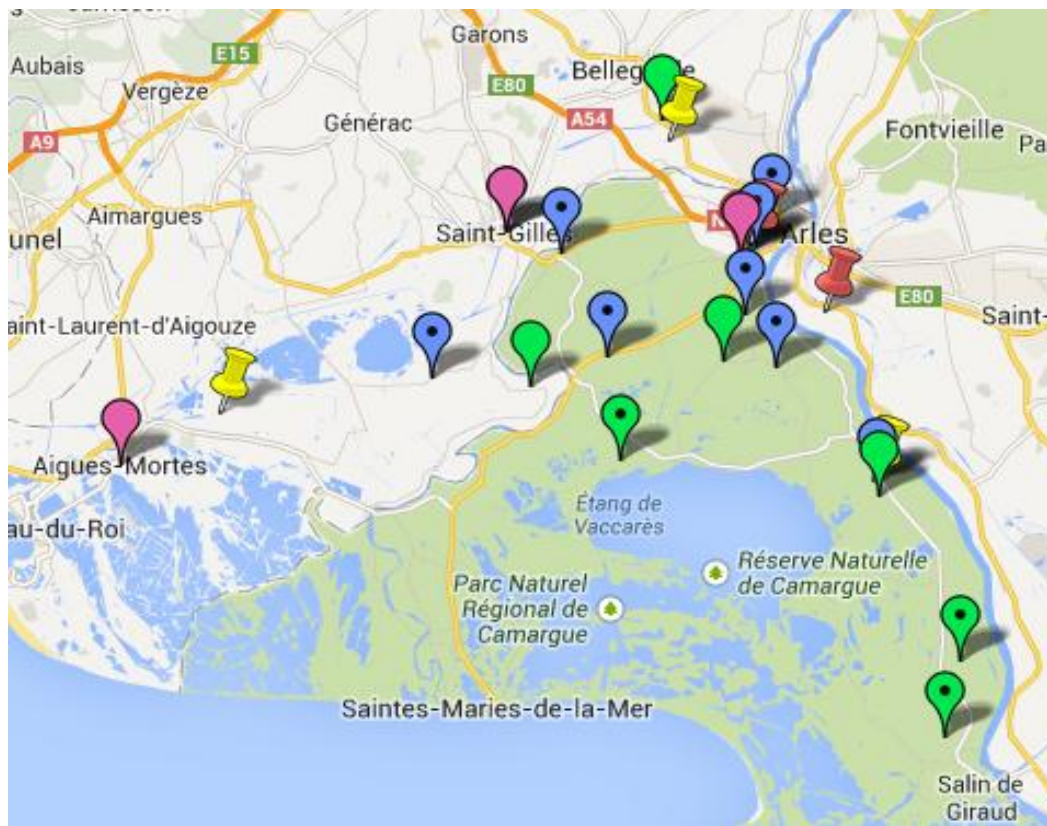 Garons
E15
Aubais
Vergèze
E80
A54
Générac
Fontvieille
A9
Aimargues
Saint-Gilles
Arles
E80
Saint-
aint-Laurent-d'Aigouze
Aigues-Mortes
au-du-Roi
Étang de
Vaccarès
Réserve Naturelle
de Camargue
Parc Naturel
Régional de
Camargue
Saintes-Maries-de-la-Mer
Salin de
Giraud